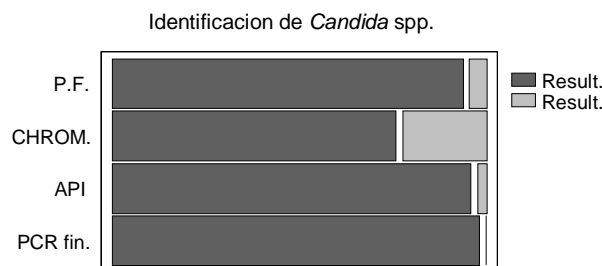 Identificacion de Candida spp.
P.F.
CHROM.
API
PCR fin.
Result.
Result.